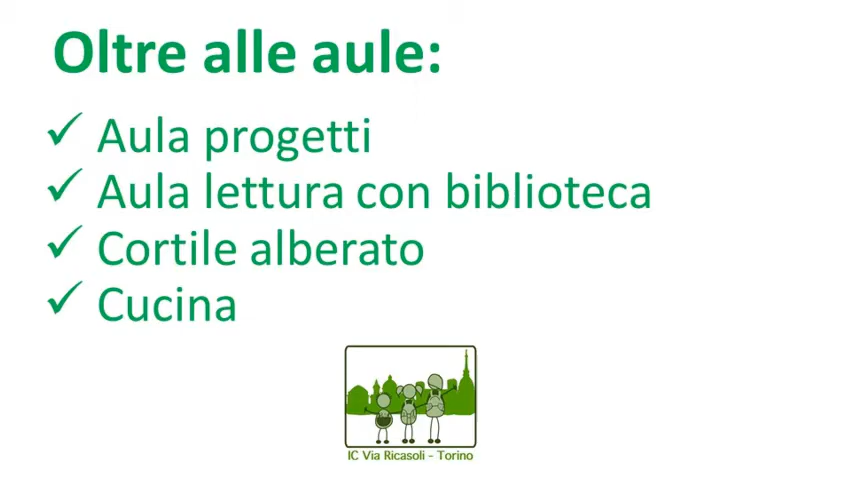 Oltre alle aule:
✓ Aula progetti
✓ Aula lettura con biblioteca
✓ Cortile alberato
✓ Cucina
IC Via Ricasoli - Torino